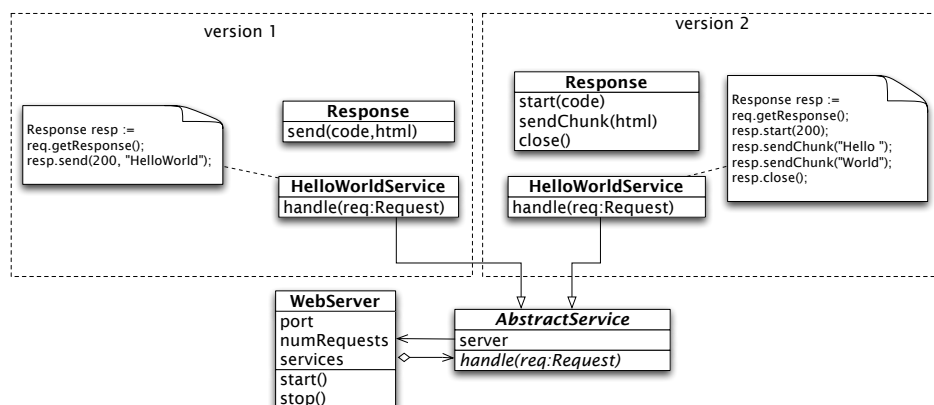 version 1
Response resp :=
req.getResponse();
resp.send(200, "HelloWorld");
Response
send(code,html)
HelloWorldService
handle(req:Request)
version 2
Response
start(code)
sendChunk(html)
close()
Response resp :=
req.getResponse();
resp.start(200);
resp.sendChunk("Hello ");
resp.sendChunk("World");
resp.close();
HelloWorldService
handle(req:Request)
WebServer
port
numRequests
services
start()
stop()
AbstractService
server
handle(req:Request)